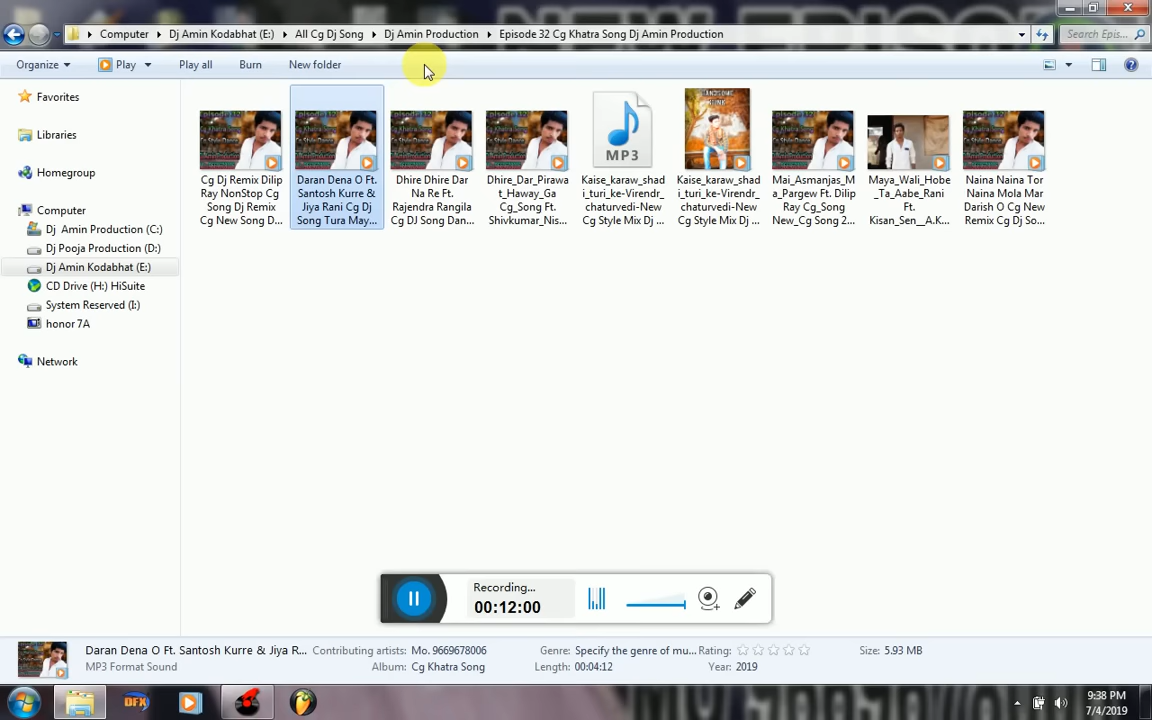 Computer ▸ Dj Amin Kodabhat (E:) ▸ All Cg Dj Song ▸ Dj Amin Production ▸ Episode 32 Cg Khatra Song Dj Amin Production
Search Epis...
Organize
Play
Play all
Burn
New folder
Favorites
Libraries
Homegroup
Computer
Dj Amin Production (C:)
Dj Pooja Production (D:)
Dj Amin Kodabhat (E:)
CD Drive (H:) HiSuite
System Reserved (I:)
honor 7A
Network
Cg Dj Remix Dilip
Ray NonStop Cg
Song Dj Remix
Cg New Song D...
Daran Dena O Ft.
Santosh Kurre &
Jiya Rani Cg Dj
Song Tura May...
Dhire Dhire Dar
Na Re Ft.
Rajendra Rangila
Cg DJ Song Dan...
Dhire_Dar_Pirawa
t_Haway_Ga
Cg_Song Ft.
Shivkumar_Nis...
MP3
Kaise_karaw_shad
i_turi_ke-Virendr_
chaturvedi-New
Cg Style Mix Dj ...
Kaise_karaw_shad
i_turi_ke-Virendr_
chaturvedi-New
Cg Style Mix Dj ...
Mai_Asmanjas_M
a_Pargew Ft. Dilip
Ray Cg_Song
New_Cg Song 2...
Maya_Wali_Hobe
_Ta_Aabe_Rani
Ft.
Kisan_Sen__A.K...
Naina Naina Tor
Naina Mola Mar
Darish O Cg New
Remix Cg Dj So...
Recording...
00:12:00
Daran Dena O Ft. Santosh Kurre & Jiya R...
MP3 Format Sound
Contributing artists: Mo. 9669678006
Album: Cg Khatra Song
Genre: Specify the genre of mu...
Length: 00:04:12
Rating:
Year: 2019
Size: 5.93 MB
DFX
9:38 PM
7/4/2019